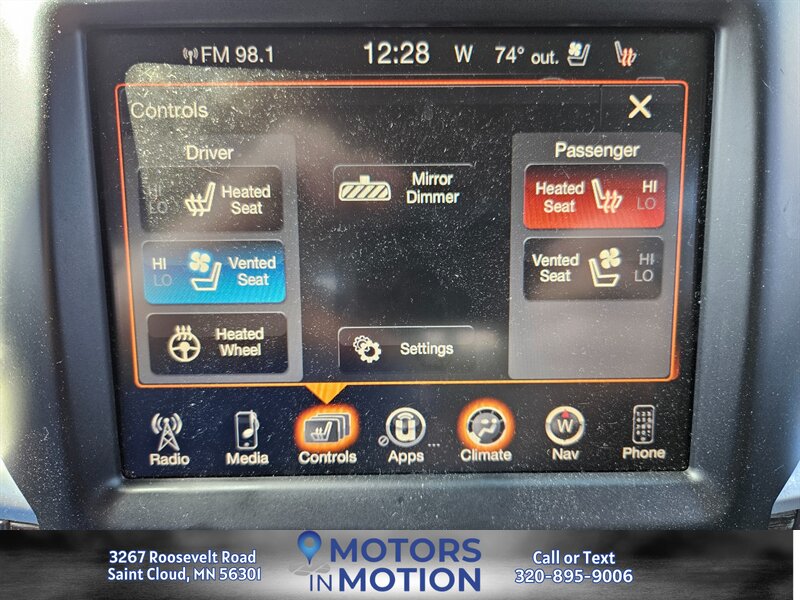 FM 98.1 12:28 W 74° out.
Controls
Driver
HI
LO
Heated
Seat
HI
LO
Vented
Seat
Heated
Wheel
Mirror
Dimmer
Settings
Passenger
Heated
Seat
HI
LO
Vented
Seat
HI
LO
Radio Media Controls Apps Climate W Nav Phone
3267 Roosevelt Road
Saint Cloud, MN 56301
MOTORS
IN MOTION
Call or Text
320-895-9006